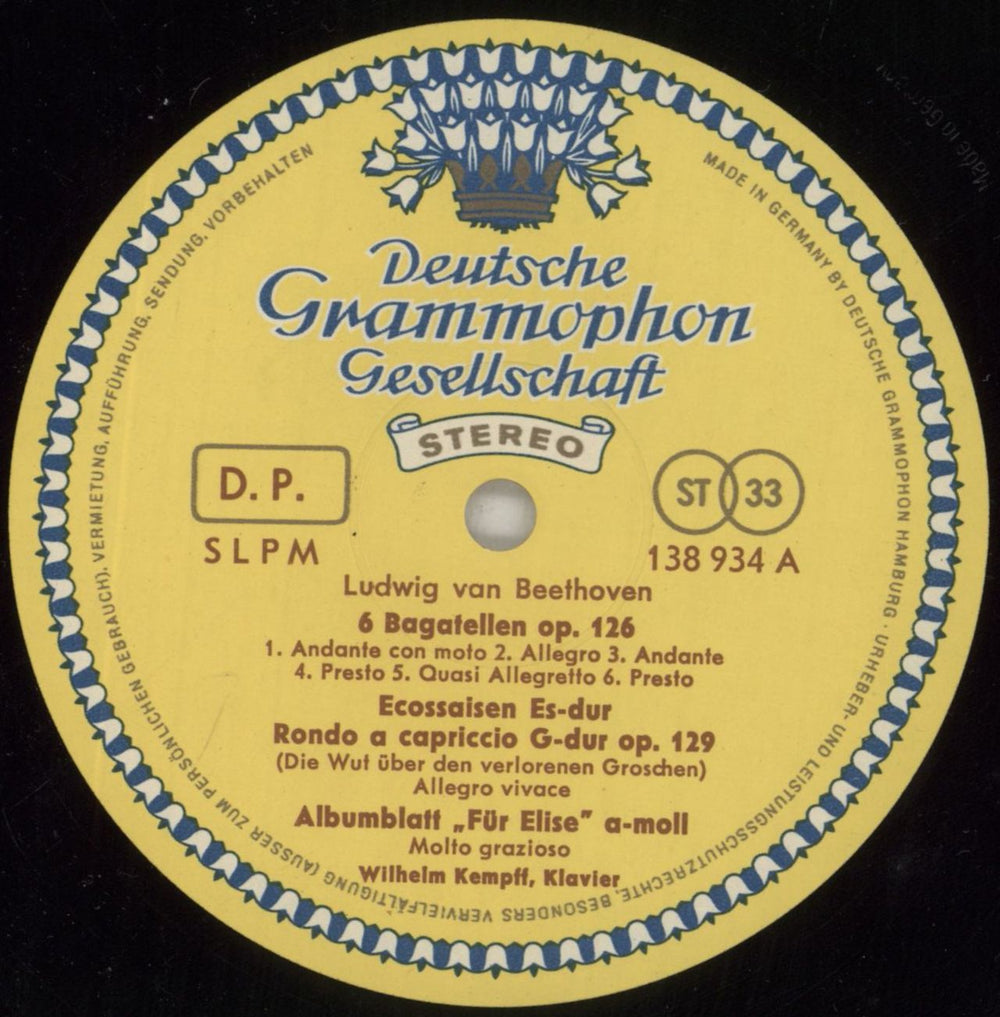 Deutsche
Grammophon
Gesellschaft
STEREO
D. P.
SLPM
ST 33
138 934 A
Ludwig van Beethoven
6 Bagatellen op. 126
1. Andante con moto 2. Allegro 3. Andante
4. Presto 5. Quasi Allegretto 6. Presto
Ecossaisen Es-dur
Rondo a capriccio G-dur op. 129
(Die Wut über den verlorenen Groschen)
Allegro vivace
Albumblatt „Für Elise” a-moll
Molto grazioso
Wilhelm Kempff, Klavier
MADE IN GERMANY BY DEUTSCHE GRAMMOPHON HAMBURG · URHEBER- UND LEISTUNGSSCHUTZRECHTE, BESONDERS VERVIELFÄLTIGUNG (AUSSER ZUM PERSÖNLICHEN GEBRAUCH), VERMIETUNG, AUFFÜHRUNG, SENDUNG, VORBEHALTEN
Made in Germany